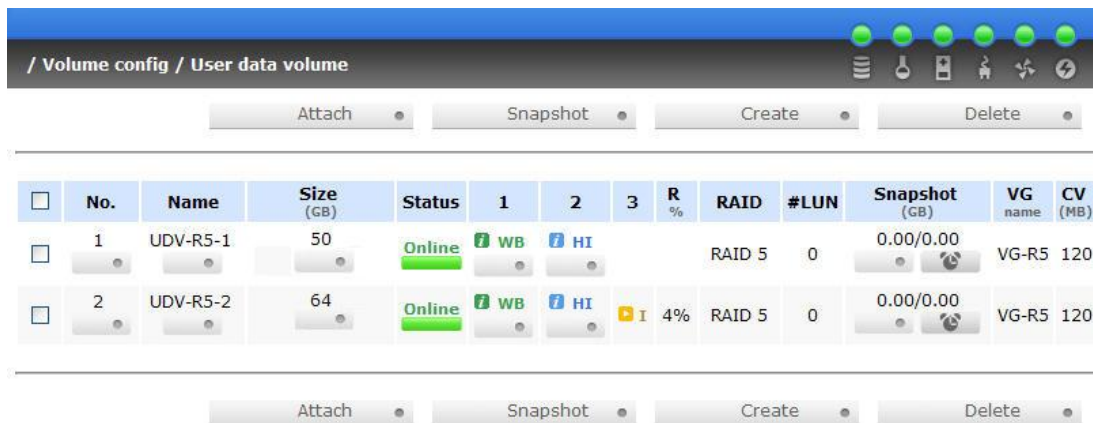 / Volume config / User data volume
Attach Snapshot Create Delete
No. Name Size (GB) Status 1 2 3 R % RAID #LUN Snapshot (GB) VG name CV (MB)
1 UDV-R5-1 50 Online i WB i HI RAID 5 0 0.00/0.00 VG-R5 120
2 UDV-R5-2 64 Online i WB i HI I 4% RAID 5 0 0.00/0.00 VG-R5 120
Attach Snapshot Create Delete